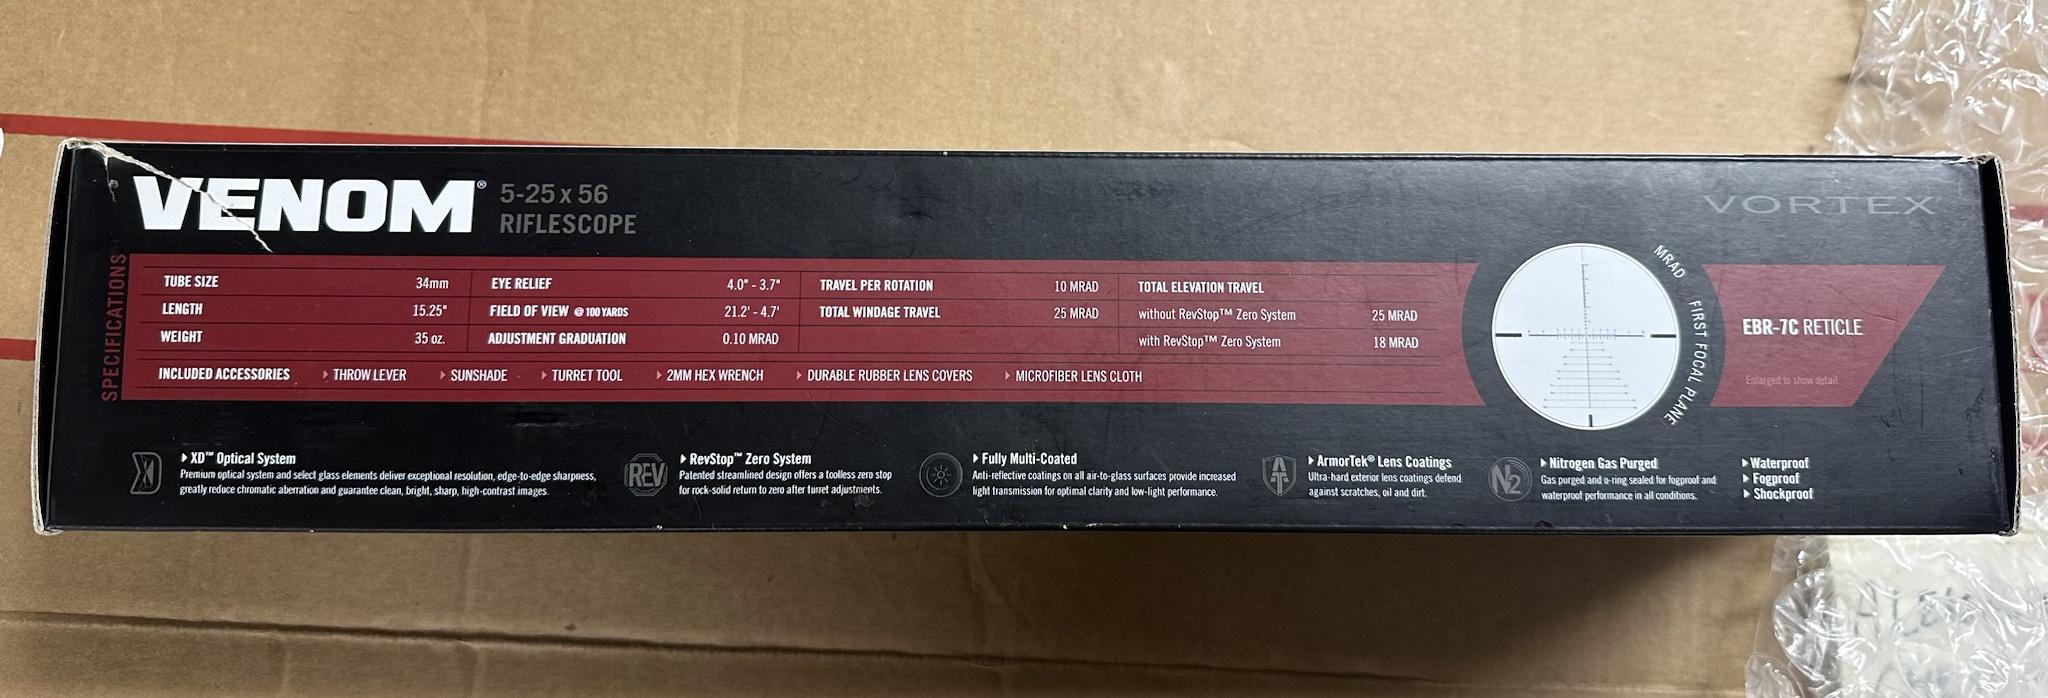 VENOM® 5-25 x 56
RIFLESCOPE
VORTEX
SPECIFICATIONS
TUBE SIZE 34mm
LENGTH 15.25"
WEIGHT 35 oz.
EYE RELIEF 4.0" - 3.7"
FIELD OF VIEW @ 100 YARDS 21.2' - 4.7'
ADJUSTMENT GRADUATION 0.10 MRAD
TRAVEL PER ROTATION 10 MRAD
TOTAL WINDAGE TRAVEL 25 MRAD
TOTAL ELEVATION TRAVEL
without RevStop™ Zero System 25 MRAD
with RevStop™ Zero System 18 MRAD
INCLUDED ACCESSORIES THROW LEVER SUNSHADE TURRET TOOL 2MM HEX WRENCH DURABLE RUBBER LENS COVERS MICROFIBER LENS CLOTH
MRAD FIRST FOCAL PLANE
EBR-7C RETICLE
Enlarged to show detail.
XD™ Optical System
Premium optical system and select glass elements deliver exceptional resolution, edge-to-edge sharpness,
greatly reduce chromatic aberration and guarantee clean, bright, sharp, high-contrast images.
REV
RevStop™ Zero System
Patented streamlined design offers a toolless zero stop
for rock-solid return to zero after turret adjustments.
Fully Multi-Coated
Anti-reflective coatings on all air-to-glass surfaces provide increased
light transmission for optimal clarity and low-light performance.
ArmorTek® Lens Coatings
Ultra-hard exterior lens coatings defend
against scratches, oil and dirt.
N2
Nitrogen Gas Purged
Gas purged and o-ring sealed for fogproof and
waterproof performance in all conditions.
Waterproof
Fogproof
Shockproof